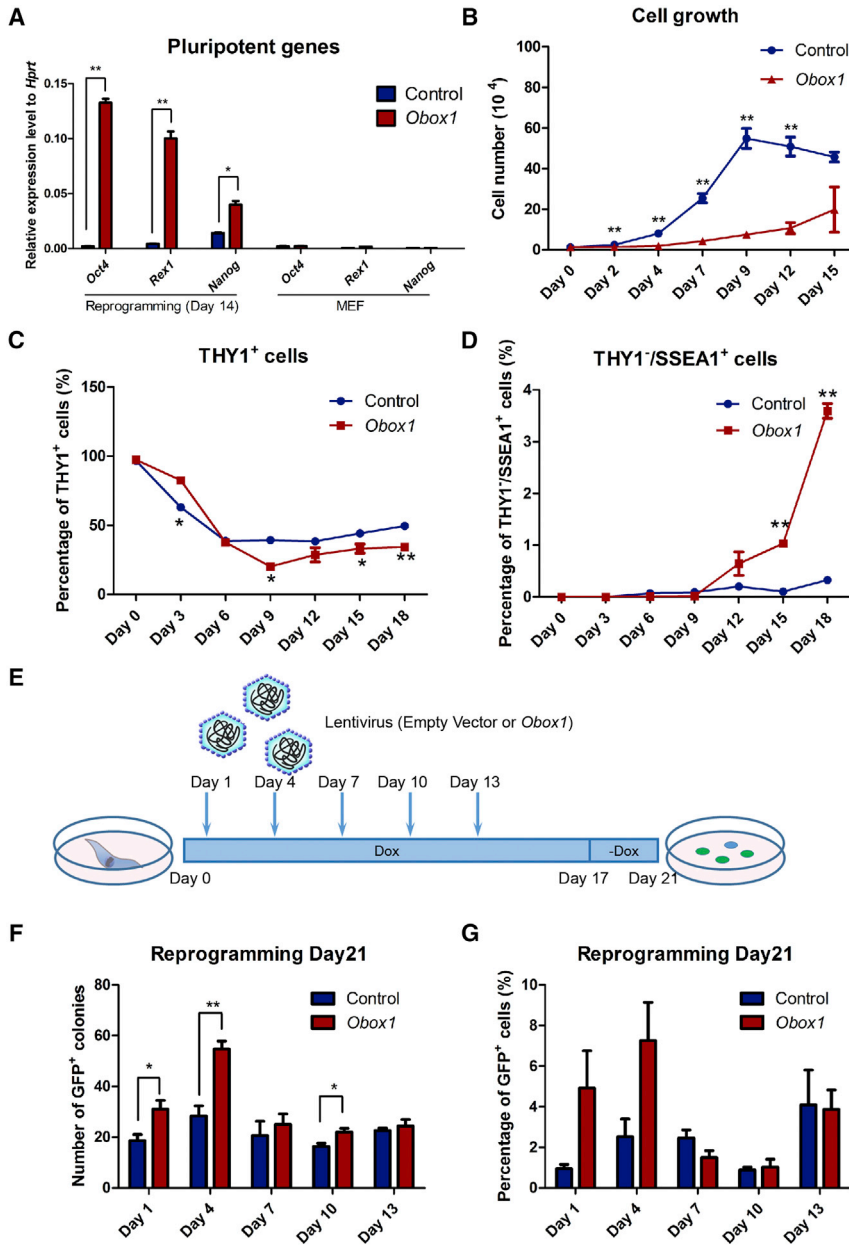 A
Pluripotent genes
Relative expression level to Hprt
0.15
0.10
0.05
0.00
**
**
*
Control
Obox1
Oct4
Rex1
Nanog
Oct4
Rex1
Nanog
Reprogramming (Day 14)
MEF
B
Cell growth
Cell number (10 4)
100
80
60
40
20
0
**
**
**
**
**
Control
Obox1
Day 0
Day 2
Day 4
Day 7
Day 9
Day 12
Day 15
C
THY1+ cells
Percentage of THY1+ cells (%)
150
100
50
0
*
*
*
**
Control
Obox1
Day 0
Day 3
Day 6
Day 9
Day 12
Day 15
Day 18
D
THY1-/SSEA1+ cells
Percentage of THY1-/SSEA1+ cells (%)
4
3
2
1
0
**
**
Control
Obox1
Day 0
Day 3
Day 6
Day 9
Day 12
Day 15
Day 18
E
Lentivirus (Empty Vector or Obox1)
Day 1 Day 4 Day 7 Day 10 Day 13
Dox -Dox
Day 0 Day 17 Day 21
F
Reprogramming Day21
Number of GFP+ colonies
80
60
40
20
0
*
**
*
Control
Obox1
Day 1
Day 4
Day 7
Day 10
Day 13
G
Reprogramming Day21
Percentage of GFP+ cells (%)
10
8
6
4
2
0
Control
Obox1
Day 1
Day 4
Day 7
Day 10
Day 13